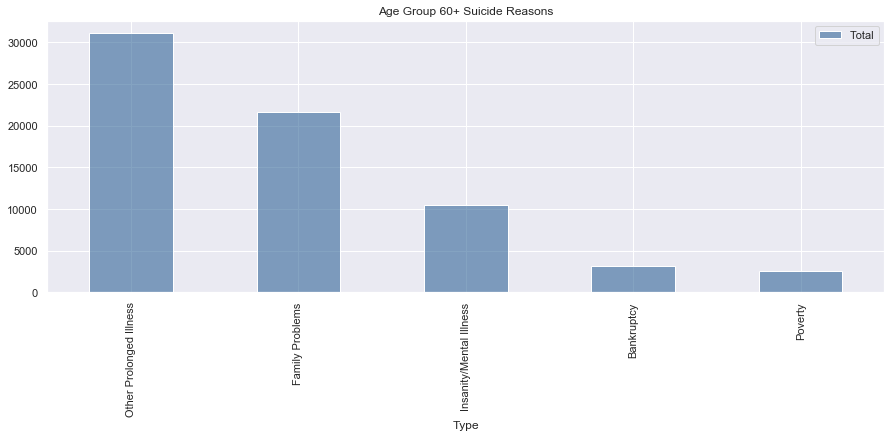 Age Group 60+ Suicide Reasons
Total
30000
25000
20000
15000
10000
5000
0
Other Prolonged Illness
Family Problems
Insanity/Mental Illness
Bankruptcy
Poverty
Type